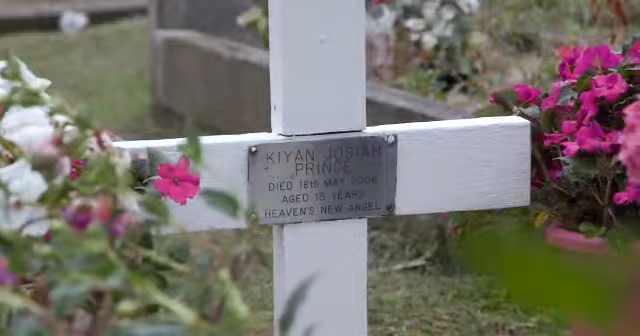 KIYAN JOSIAH
PRINCE
DIED 18TH MAY 2006
AGED 15 YEARS
HEAVEN'S NEW ANGEL